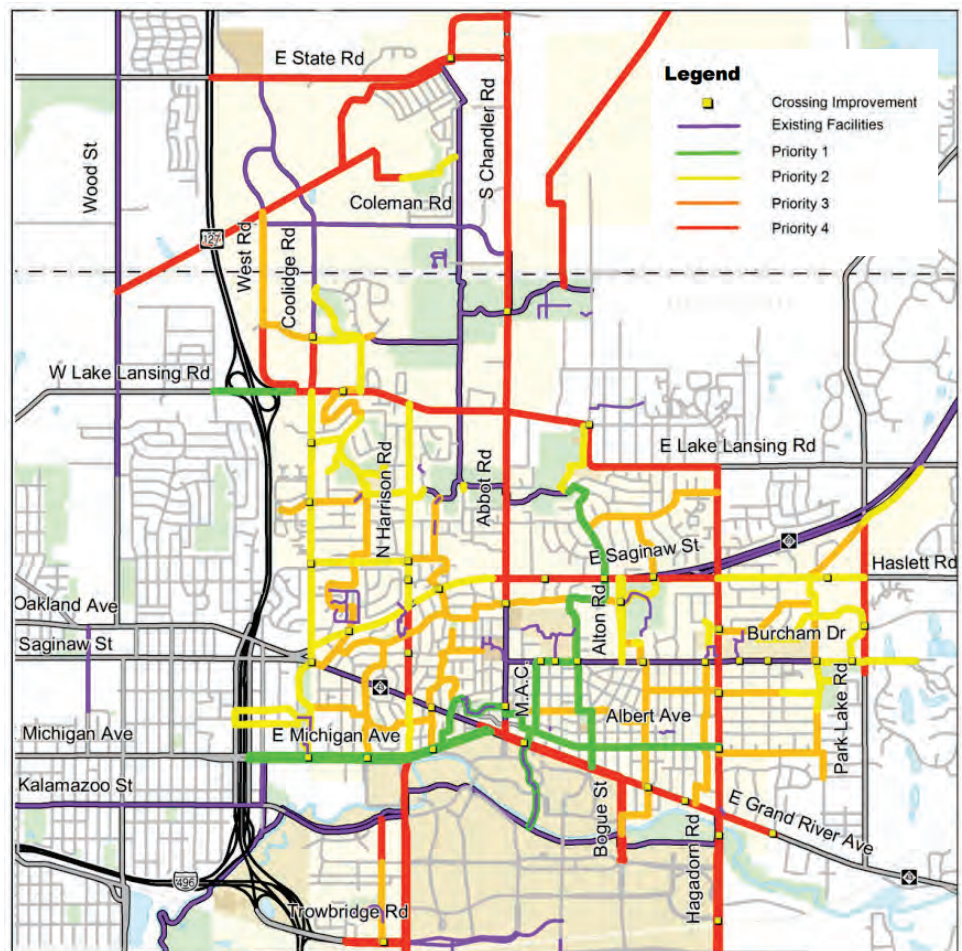 E State Rd
Legend
Crossing Improvement
Existing Facilities
Priority 1
Priority 2
Priority 3
Priority 4
Wood St
S Chandler Rd
Coleman Rd
127
West Rd
Coolidge Rd
W Lake Lansing Rd
E Lake Lansing Rd
N Harrison Rd
Abbot Rd
69
E Saginaw St
Haslett Rd
Oakland Ave
Saginaw St
Alton Rd
Burcham Dr
43
M.A.C.
Albert Ave
Park Lake Rd
Michigan Ave
E Michigan Ave
Kalamazoo St
Bogue St
E Grand River Ave
Hagadorn Rd
43
496
Trowbridge Rd